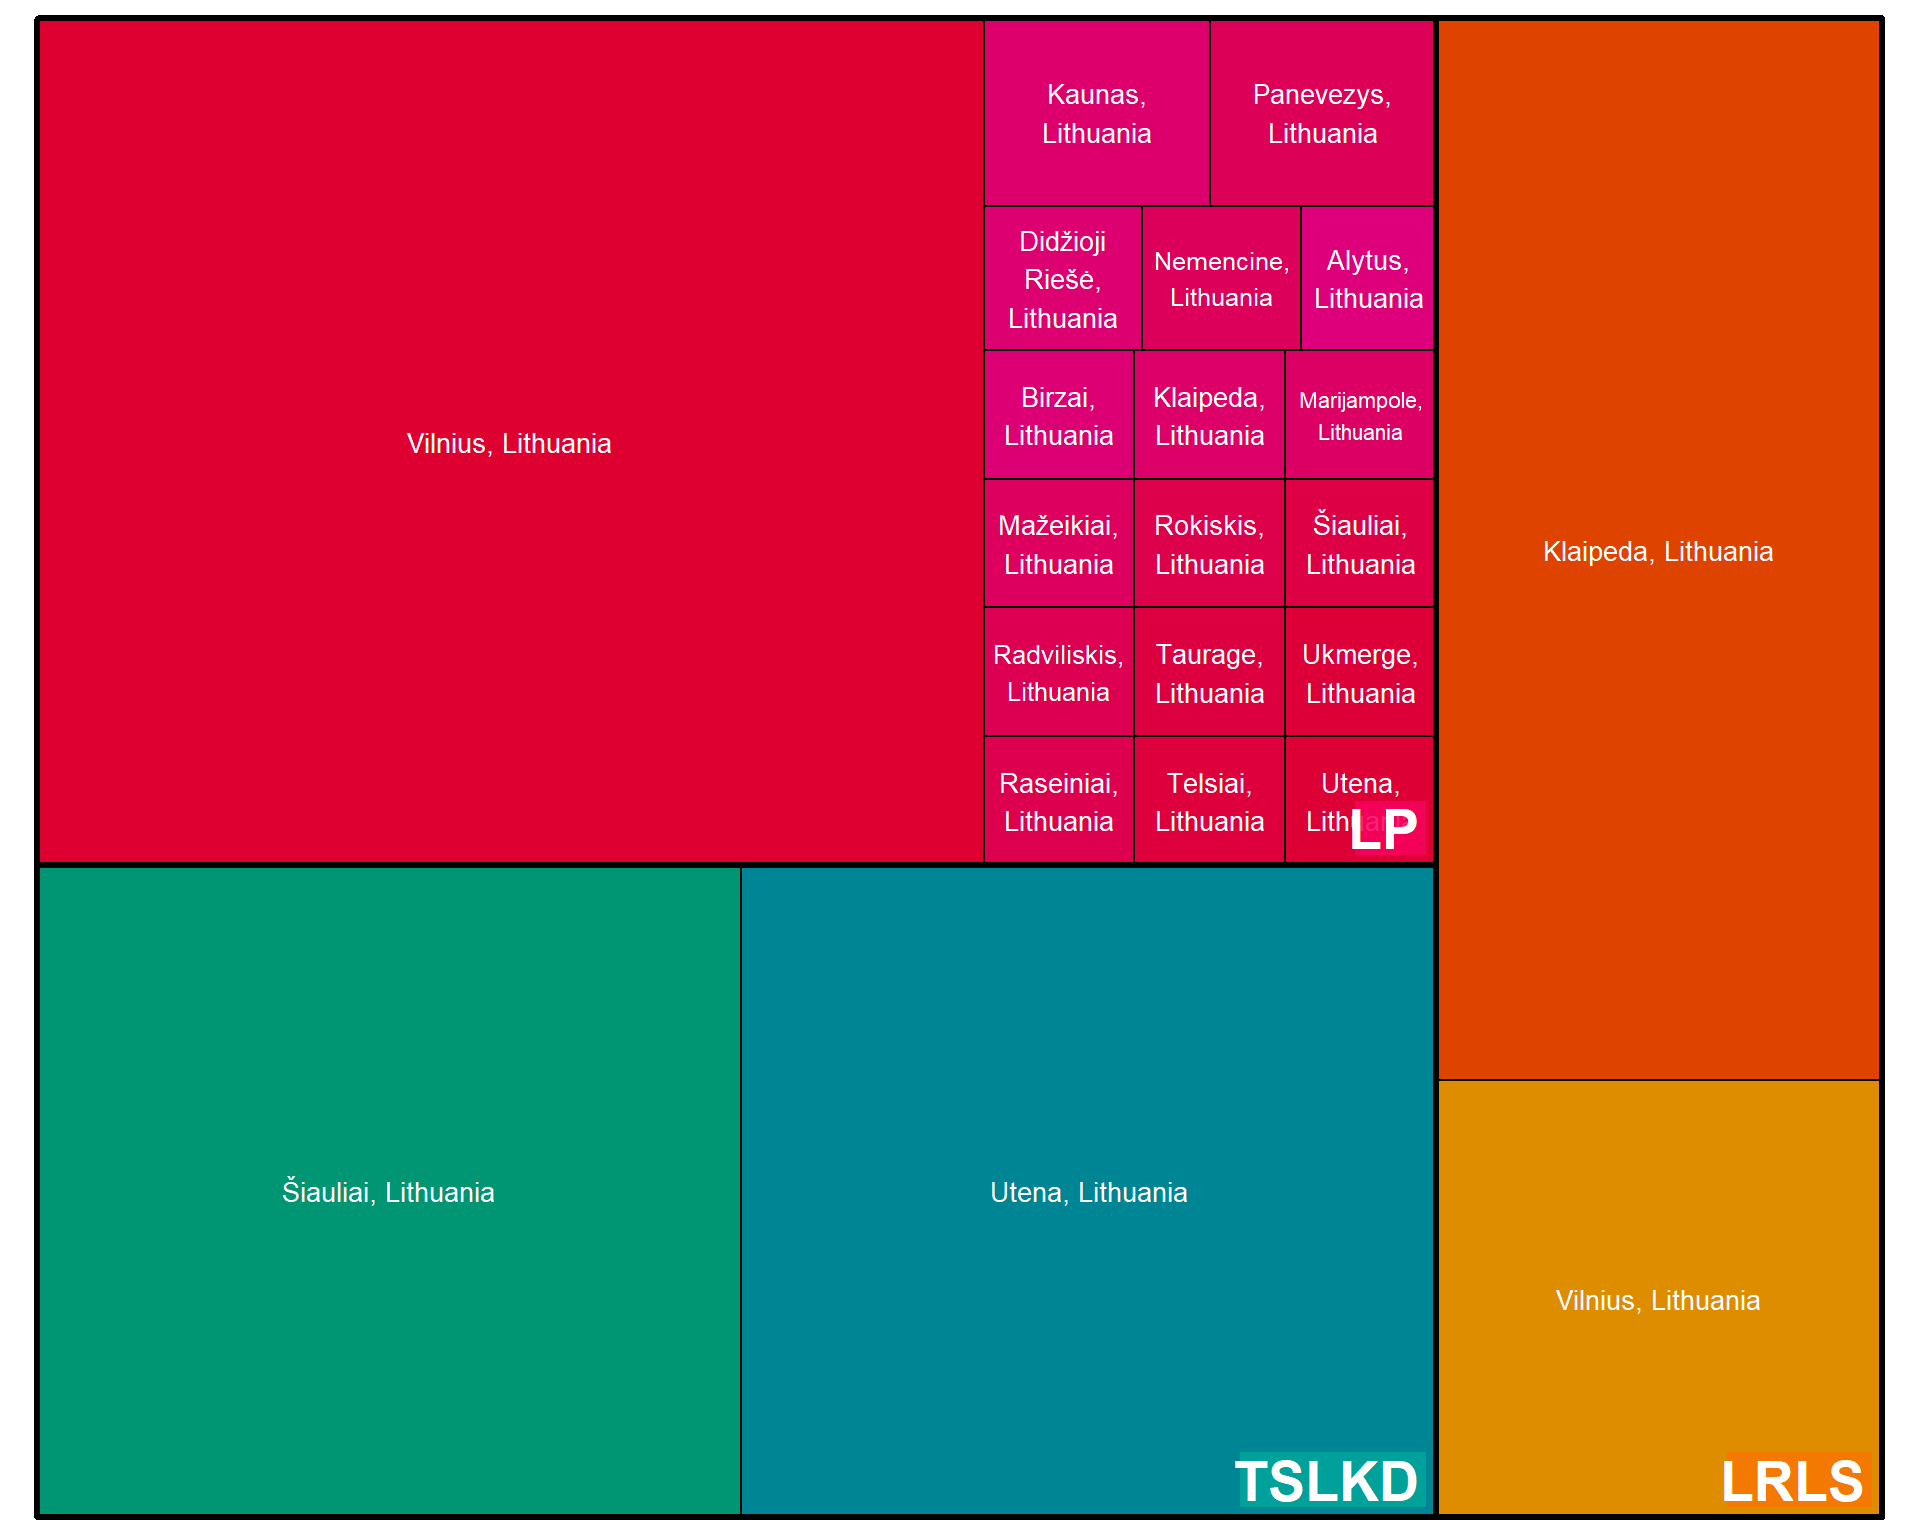 Vilnius, Lithuania
Kaunas,
Lithuania
Panevezys,
Lithuania
Didžioji
Riešė,
Lithuania
Nemencine,
Lithuania
Alytus,
Lithuania
Birzai,
Lithuania
Klaipeda,
Lithuania
Marijampole,
Lithuania
Mažeikiai,
Lithuania
Rokiskis,
Lithuania
Šiauliai,
Lithuania
Radviliskis,
Lithuania
Taurage,
Lithuania
Ukmerge,
Lithuania
Raseiniai,
Lithuania
Telsiai,
Lithuania
Utena,
Lithuania
LP
Klaipeda, Lithuania
Šiauliai, Lithuania
Utena, Lithuania
TSLKD
Vilnius, Lithuania
LRLS